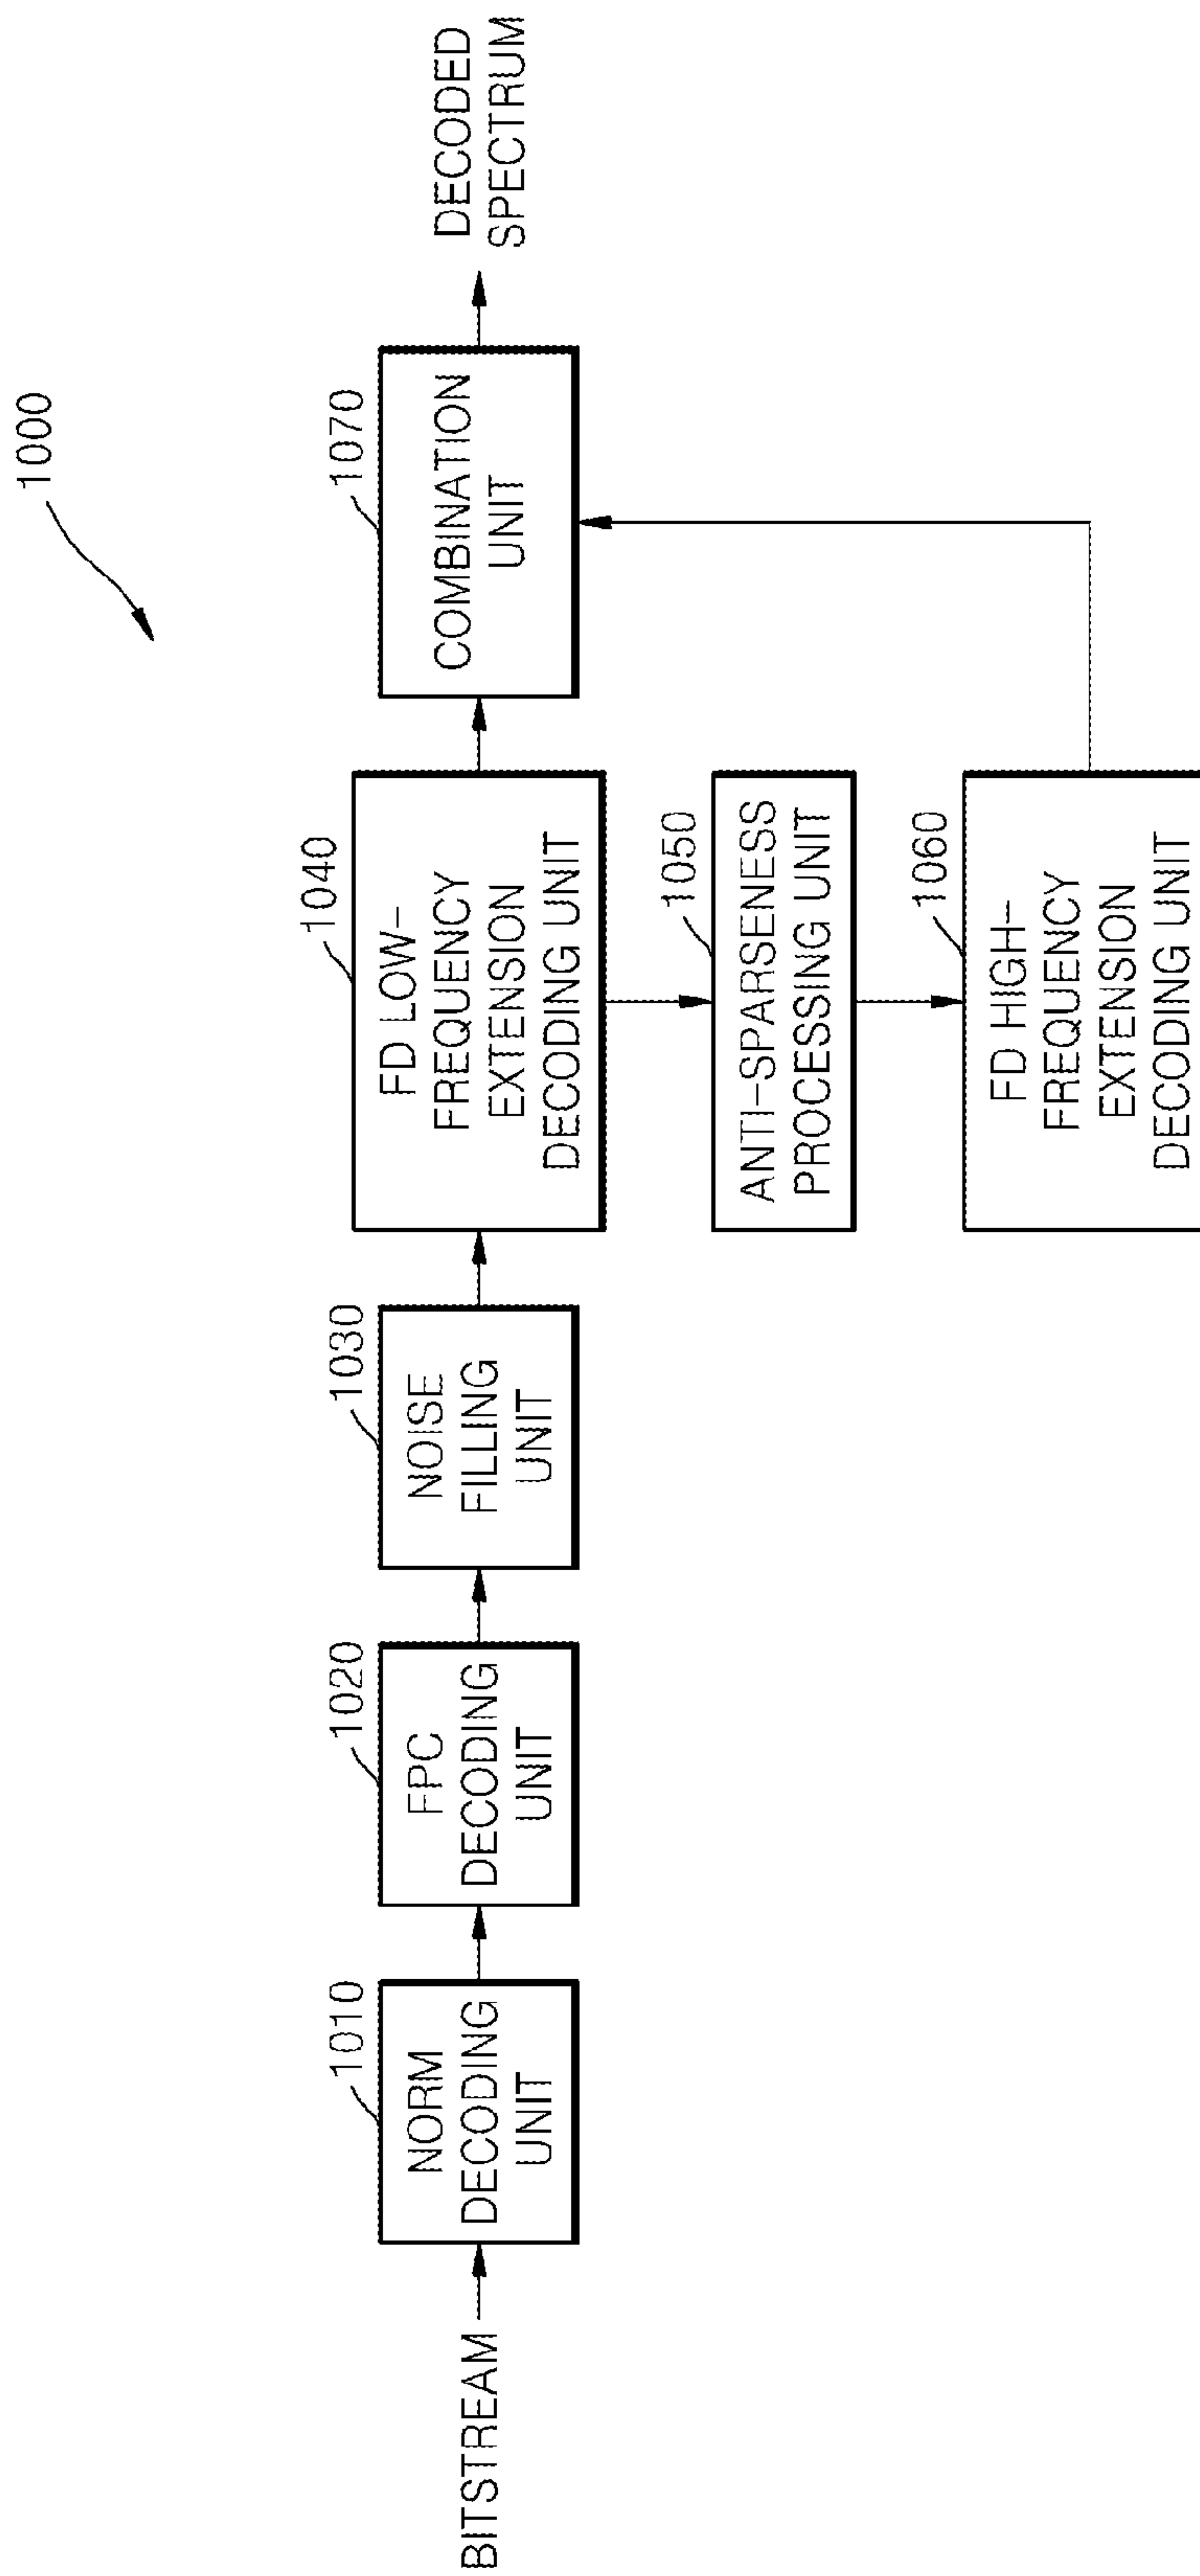 1000
BITSTREAM
1010
NORM
DECODING
UNIT
1020
FPC
DECODING
UNIT
1030
NOISE
FILLING
UNIT
1040
FD LOW-
FREQUENCY
EXTENSION
DECODING UNIT
1070
COMBINATION
UNIT
DECODED
SPECTRUM
1050
ANTI-SPARSENESS
PROCESSING UNIT
1060
FD HIGH-
FREQUENCY
EXTENSION
DECODING UNIT